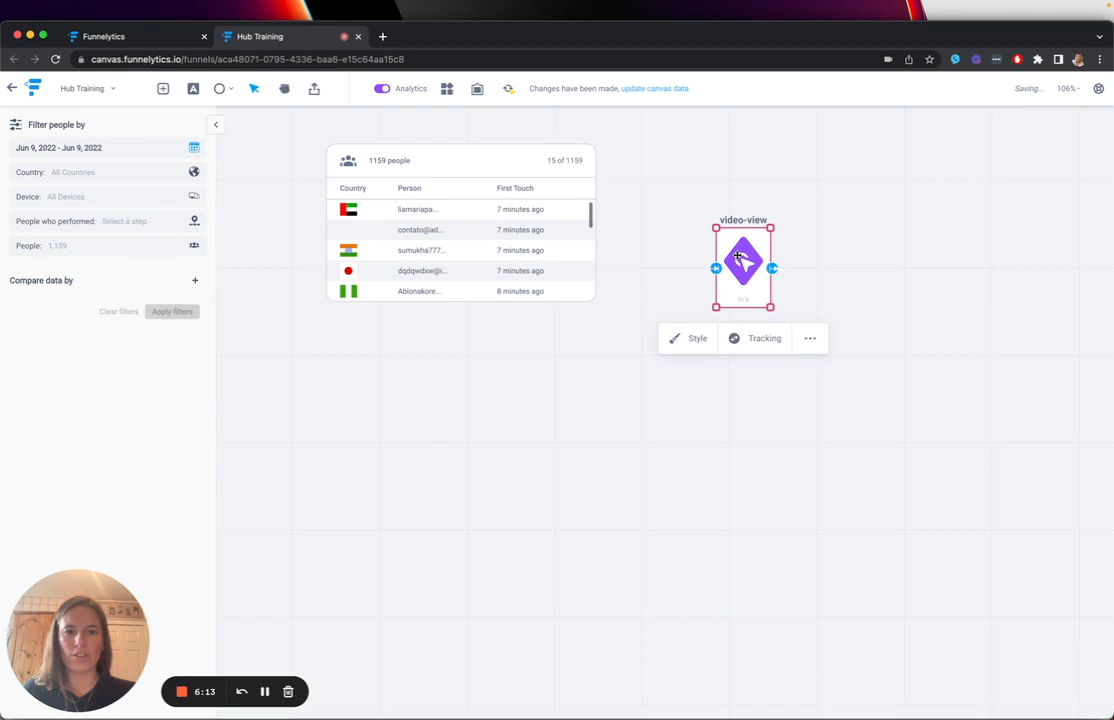 Funnelytics
Hub Training
canvas.funnelytics.io/funnels/aca48071-0795-4336-baa6-e15c64aa15c8
Hub Training
Analytics
Changes have been made, update canvas data
Saving...
106%
Filter people by
Jun 9, 2022 - Jun 9, 2022
Country: All Countries
Device: All Devices
People who performed: Select a step
People: 1,159
Compare data by
Clear filters
Apply filters
1159 people
15 of 1159
Country Person First Touch
liamariapa... 7 minutes ago
contato@ad... 7 minutes ago
sumukha777... 7 minutes ago
dqdqwdxw@i... 7 minutes ago
Abionakore... 8 minutes ago
video-view
n/a
Style
Tracking
6:13